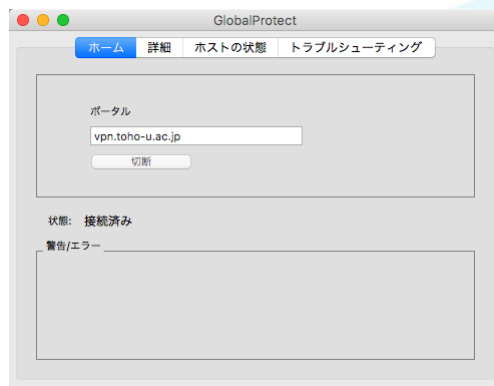 GlobalProtect
ホーム 詳細 ホストの状態 トラブルシューティング
ポータル
vpn.toho-u.ac.jp
切断
状態: 接続済み
警告/エラー